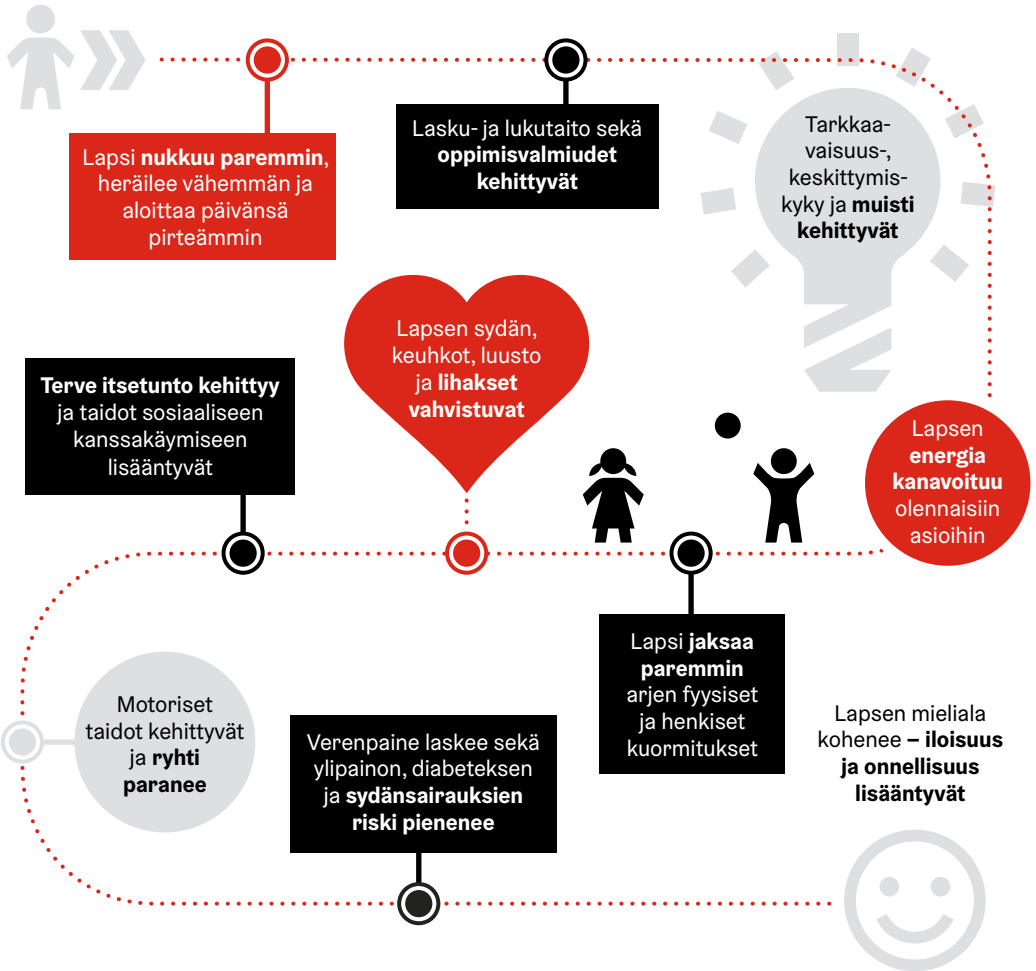 Lapsi nukkuu paremmin,
heräilee vähemmän ja
aloittaa päivänsä
pirteämmin
Lasku- ja lukutaito sekä
oppimisvalmiudet
kehittyvät
Tarkkaa-
vaisuus-,
keskittymis-
kyky ja muisti
kehittyvät
Lapsen
energia
kanavoituu
olennaisiin
asioihin
Lapsi jaksaa
paremmin
arjen fyysiset
ja henkiset
kuormitukset
Lapsen sydän,
keuhkot, luusto
ja lihakset
vahvistuvat
Terve itsetunto kehittyy
ja taidot sosiaaliseen
kanssakäymiseen
lisääntyvät
Motoriset
taidot kehittyvät
ja ryhti
paranee
Verenpaine laskee sekä
ylipainon, diabeteksen
ja sydänsairauksien
riski pienenee
Lapsen mieliala
kohenee – iloisuus
ja onnellisuus
lisääntyvät